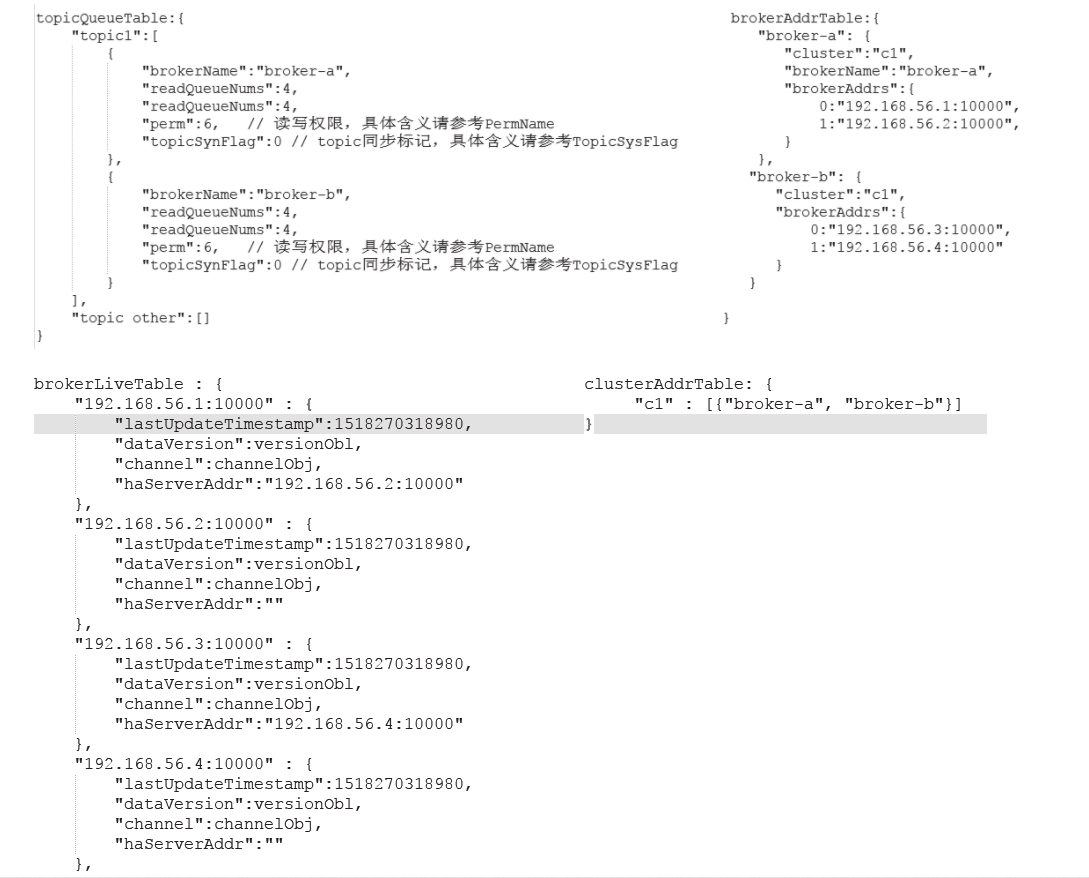 topicQueueTable:{
"topic1":[
{
"brokerName":"broker-a",
"readQueueNums":4,
"readQueueNums":4,
"perm":6, // 读写权限，具体含义请参考PermName
"topicSynFlag":0 // topic同步标记，具体含义请参考TopicSysFlag
},
{
"brokerName":"broker-b",
"readQueueNums":4,
"readQueueNums":4,
"perm":6, // 读写权限，具体含义请参考PermName
"topicSynFlag":0 // topic同步标记，具体含义请参考TopicSysFlag
}
],
"topic other":[]
}
brokerAddrTable:{
"broker-a": {
"cluster":"c1",
"brokerName":"broker-a",
"brokerAddrs":{
0:"192.168.56.1:10000",
1:"192.168.56.2:10000",
}
},
"broker-b": {
"cluster":"c1",
"brokerAddrs":{
0:"192.168.56.3:10000",
1:"192.168.56.4:10000"
}
}
}
brokerLiveTable : {
"192.168.56.1:10000" : {
"lastUpdateTimestamp":1518270318980,
"dataVersion":versionObl,
"channel":channelObj,
"haServerAddr":"192.168.56.2:10000"
},
"192.168.56.2:10000" : {
"lastUpdateTimestamp":1518270318980,
"dataVersion":versionObl,
"channel":channelObj,
"haServerAddr":""
},
"192.168.56.3:10000" : {
"lastUpdateTimestamp":1518270318980,
"dataVersion":versionObl,
"channel":channelObj,
"haServerAddr":"192.168.56.4:10000"
},
"192.168.56.4:10000" : {
"lastUpdateTimestamp":1518270318980,
"dataVersion":versionObl,
"channel":channelObj,
"haServerAddr":""
},
clusterAddrTable: {
"c1" : [{"broker-a", "broker-b"}]
}